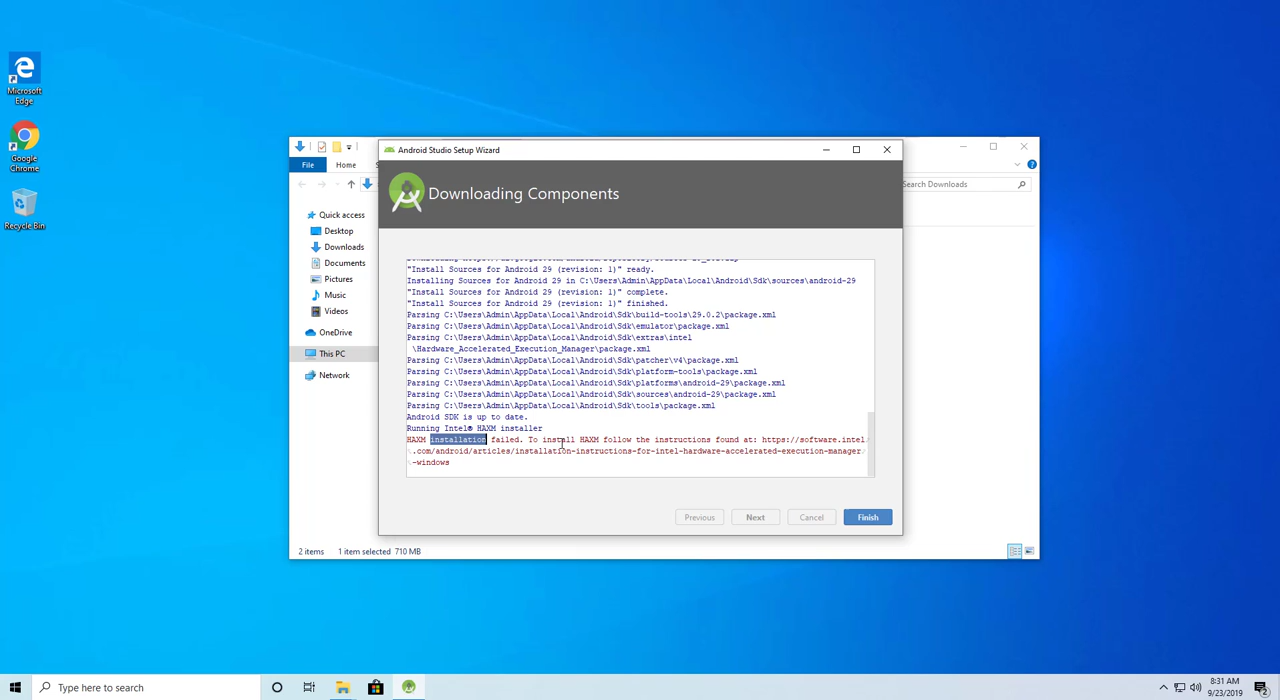 Microsoft
Edge
Google
Chrome
Recycle Bin
File
Home
Search Downloads
Quick access
Desktop
Downloads
Documents
Pictures
Music
Videos
OneDrive
This PC
Network
2 items 1 item selected 710 MB
Android Studio Setup Wizard
Downloading Components
"Install Sources for Android 29 (revision: 1)" ready.
Installing Sources for Android 29 in C:\Users\Admin\AppData\Local\Android\Sdk\sources\android-29
"Install Sources for Android 29 (revision: 1)" complete.
"Install Sources for Android 29 (revision: 1)" finished.
Parsing C:\Users\Admin\AppData\Local\Android\Sdk\build-tools\29.0.2\package.xml
Parsing C:\Users\Admin\AppData\Local\Android\Sdk\emulator\package.xml
Parsing C:\Users\Admin\AppData\Local\Android\Sdk\extras\intel
\Hardware_Accelerated_Execution_Manager\package.xml
Parsing C:\Users\Admin\AppData\Local\Android\Sdk\patcher\v4\package.xml
Parsing C:\Users\Admin\AppData\Local\Android\Sdk\platform-tools\package.xml
Parsing C:\Users\Admin\AppData\Local\Android\Sdk\platforms\android-29\package.xml
Parsing C:\Users\Admin\AppData\Local\Android\Sdk\sources\android-29\package.xml
Parsing C:\Users\Admin\AppData\Local\Android\Sdk\tools\package.xml
Android SDK is up to date.
Running Intel® HAXM installer
HAXM installation failed. To install HAXM follow the instructions found at: https://software.intel
.com/android/articles/installation-instructions-for-intel-hardware-accelerated-execution-manager
-windows
Previous Next Cancel Finish
Type here to search
8:31 AM
9/23/2019
2